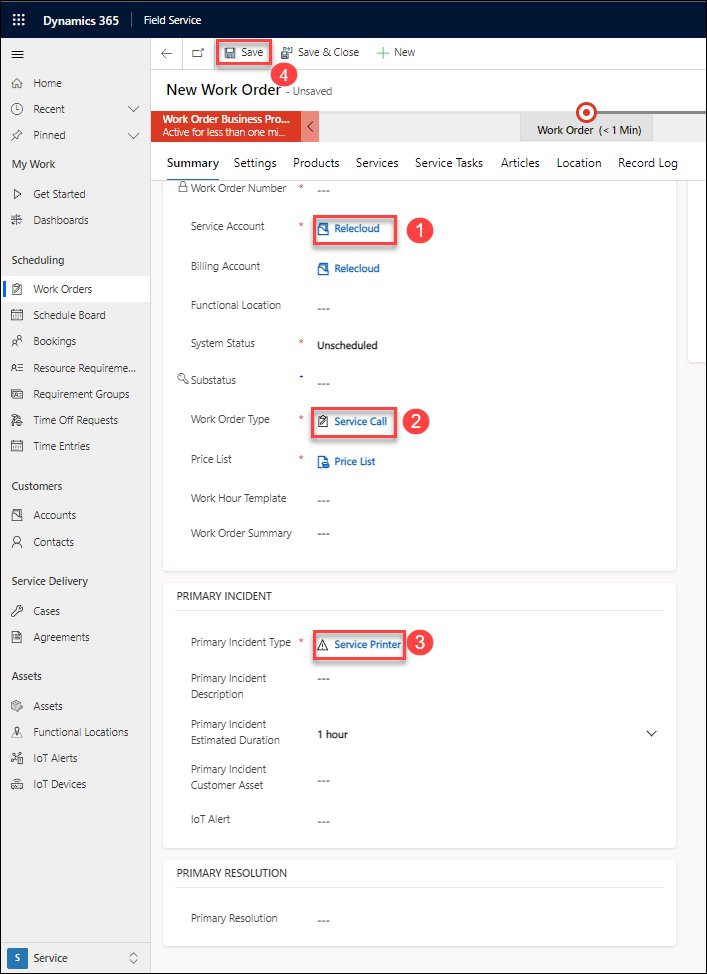 Dynamics 365 Field Service
Save Save & Close New
4
New Work Order - Unsaved
Work Order Business Pro...
Active for less than one mi...
Work Order (< 1 Min)
Summary Settings Products Services Service Tasks Articles Location Record Log
Home
Recent
Pinned
My Work
Get Started
Dashboards
Scheduling
Work Orders
Schedule Board
Bookings
Resource Requireme...
Requirement Groups
Time Off Requests
Time Entries
Customers
Accounts
Contacts
Service Delivery
Cases
Agreements
Assets
Assets
Functional Locations
IoT Alerts
IoT Devices
S Service
Work Order Number * ---
Service Account * Relecloud 1
Billing Account Relecloud
Functional Location ---
System Status * Unscheduled
Substatus ---
Work Order Type * Service Call 2
Price List * Price List
Work Hour Template ---
Work Order Summary ---
PRIMARY INCIDENT
Primary Incident Type * Service Printer 3
Primary Incident ---
Description
Primary Incident
Estimated Duration 1 hour
Primary Incident
Customer Asset ---
IoT Alert ---
PRIMARY RESOLUTION
Primary Resolution ---